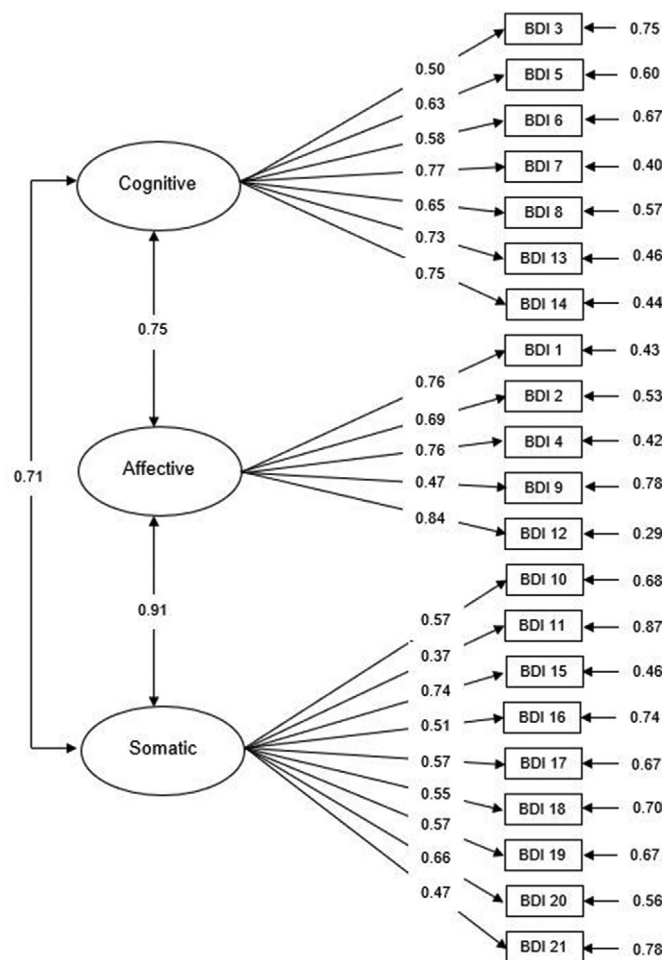 BDI 3 0.75
0.50
BDI 5 0.60
0.63
BDI 6 0.67
0.58
Cognitive
0.77
BDI 7 0.40
0.65
BDI 8 0.57
0.73
BDI 13 0.46
0.75
BDI 14 0.44
0.75
BDI 1 0.43
0.76
BDI 2 0.53
0.69
BDI 4 0.42
0.76
Affective
0.71
0.47
BDI 9 0.78
0.84
BDI 12 0.29
BDI 10 0.68
0.91
0.57
BDI 11 0.87
0.37
BDI 15 0.46
0.74
BDI 16 0.74
0.51
Somatic
0.57
BDI 17 0.67
0.55
BDI 18 0.70
0.57
BDI 19 0.67
0.66
BDI 20 0.56
0.47
BDI 21 0.78